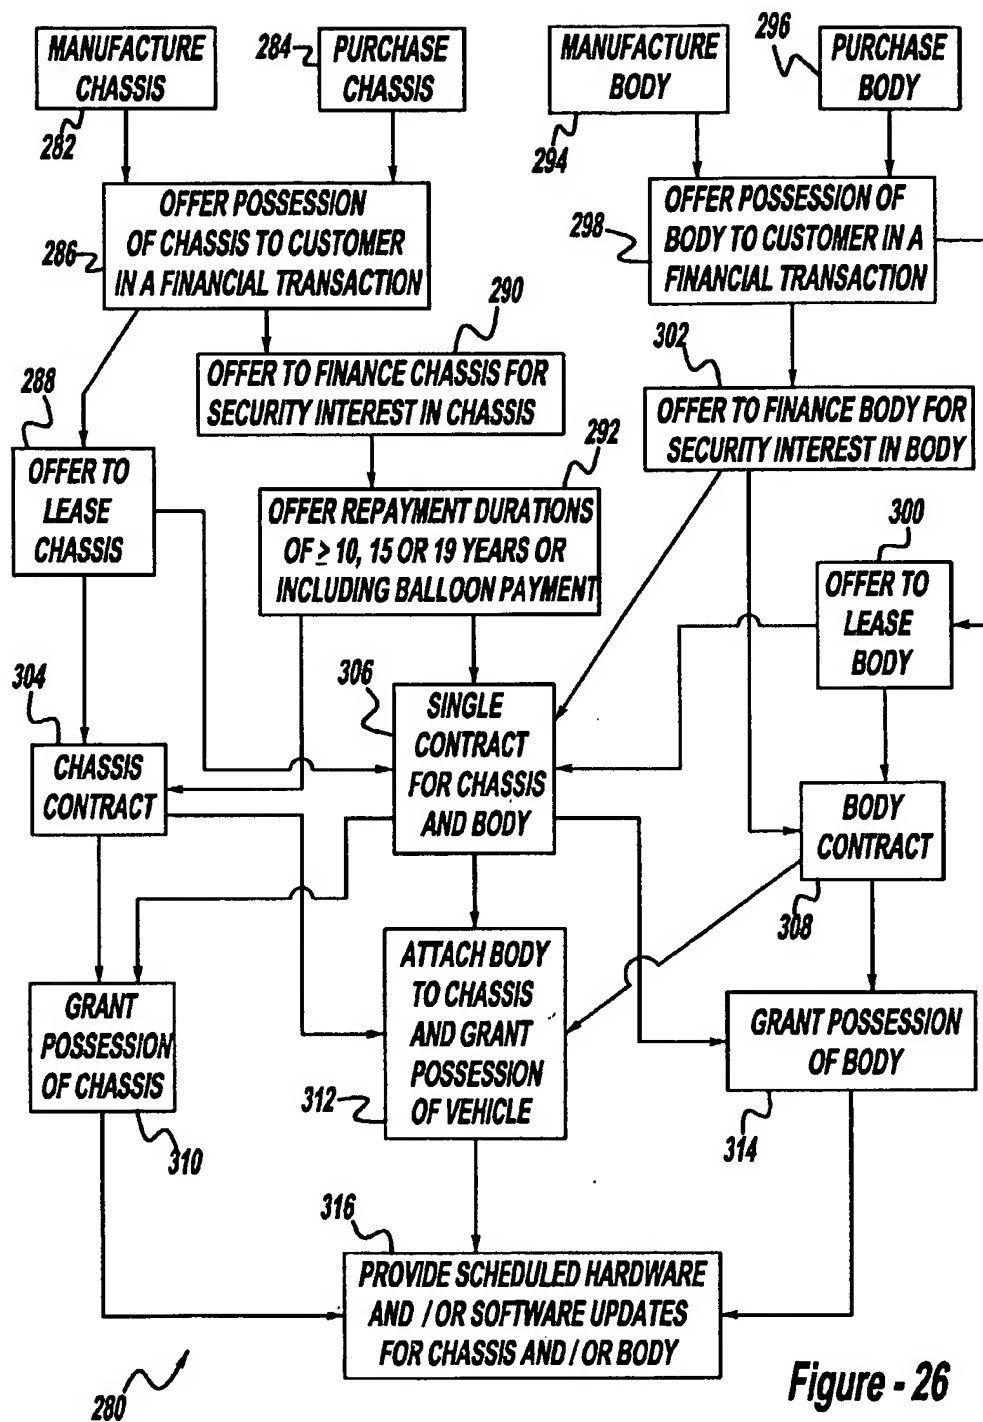 MANUFACTURE
CHASSIS
282
284
PURCHASE
CHASSIS
MANUFACTURE
BODY
294
296
PURCHASE
BODY
OFFER POSSESSION
OF CHASSIS TO CUSTOMER
IN A FINANCIAL TRANSACTION
286
OFFER POSSESSION OF
BODY TO CUSTOMER IN A
FINANCIAL TRANSACTION
298
290
OFFER TO FINANCE CHASSIS FOR
SECURITY INTEREST IN CHASSIS
302
OFFER TO FINANCE BODY FOR
SECURITY INTEREST IN BODY
288
OFFER TO
LEASE
CHASSIS
292
OFFER REPAYMENT DURATIONS
OF ≥ 10, 15 OR 19 YEARS OR
INCLUDING BALLOON PAYMENT
300
OFFER TO
LEASE
BODY
304
CHASSIS
CONTRACT
306
SINGLE
CONTRACT
FOR CHASSIS
AND BODY
BODY
CONTRACT
308
GRANT
POSSESSION
OF CHASSIS
310
ATTACH BODY
TO CHASSIS
AND GRANT
POSSESSION
OF VEHICLE
312
GRANT POSSESSION
OF BODY
314
316
PROVIDE SCHEDULED HARDWARE
AND / OR SOFTWARE UPDATES
FOR CHASSIS AND / OR BODY
280
Figure - 26